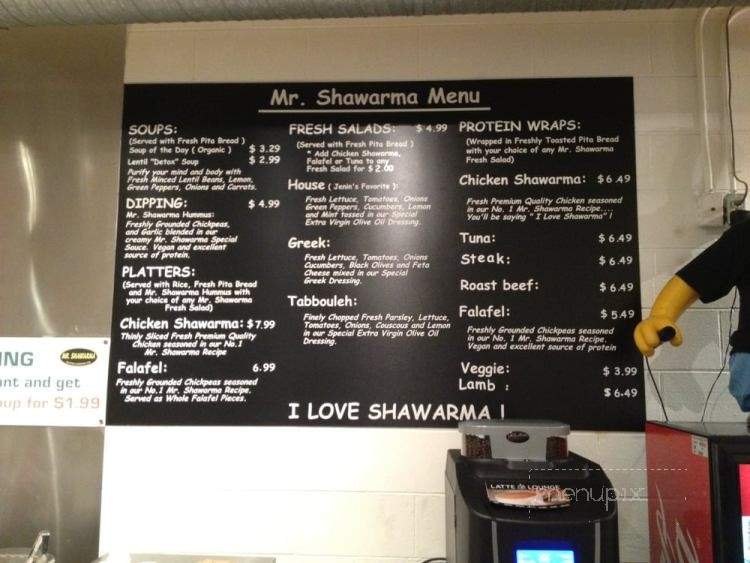 Mr. Shawarma Menu
SOUPS:
(Served with Fresh Pita Bread )
Soup of the Day ( Organic ) $ 3.29
Lentil "Detox" Soup $ 2.99
Purify your mind and body with
Fresh Minced Lentil Beans, Lemon,
Green Peppers, Onions and Carrots.
DIPPING: $ 4.99
Mr. Shawarma Hummus:
Freshly Grounded Chickpeas,
and Garlic blended in our
creamy Mr. Shawarma Special
Sauce. Vegan and excellent
source of protein.
PLATTERS:
(Served with Rice, Fresh Pita Bread
and Mr. Shawarma Hummus with
your choice of any Mr. Shawarma
Fresh Salad)
Chicken Shawarma: $7.99
Thinly Sliced Fresh Premium Quality
Chicken seasoned in our No.1
Mr. Shawarma Recipe
Falafel: 6.99
Freshly Grounded Chickpeas seasoned
in our No.1 Mr. Shawarma Recipe.
Served as Whole Falafel Pieces.
FRESH SALADS: $ 4.99
(Served with Fresh Pita Bread )
* Add Chicken Shawarma,
Falafel or Tuna to any
Fresh Salad for $ 2.00
House ( Jenin's Favorite ):
Fresh Lettuce, Tomatoes, Onions
Green Peppers, Cucumbers, Lemon
and Mint tossed in our Special
Extra Virgin Olive Oil Dressing.
Greek:
Fresh Lettuce, Tomatoes, Onions
Cucumbers, Black Olives and Feta
Cheese mixed in our Special
Greek Dressing.
Tabbouleh:
Finely Chopped Fresh Parsley, Lettuce,
Tomatoes, Onions, Couscous and Lemon
in our Special Extra Virgin Olive Oil
Dressing.
PROTEIN WRAPS:
(Wrapped in Freshly Toasted Pita Bread
with your choice of any Mr. Shawarma
Fresh Salad)
Chicken Shawarma: $6.49
Fresh Premium Quality Chicken seasoned
in our No. 1 Mr. Shawarma Recipe.....
You'll be saying " I Love Shawarma" !
Tuna: $ 6.49
Steak: $ 6.49
Roast beef: $ 6.49
Falafel: $ 5.49
Freshly Grounded Chickpeas seasoned
in our No.1 Mr. Shawarma Recipe.
Vegan and excellent source of protein
Veggie: $ 3.99
Lamb : $ 6.49
I LOVE SHAWARMA !
ING
MR. SHAWARMA
ant and get
oup for $1.99
LATTE LOUNGE
menupix